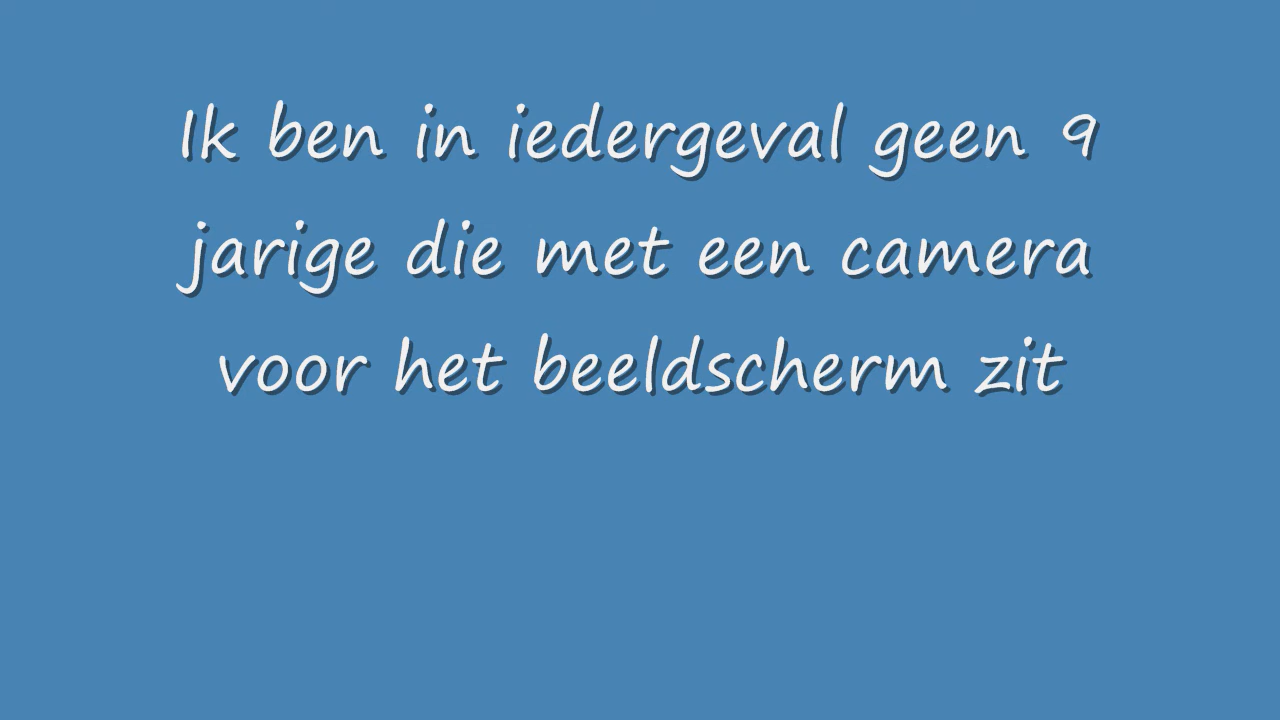 Ik ben in iedergeval geen 9
jarige die met een camera
voor het beeldscherm zit